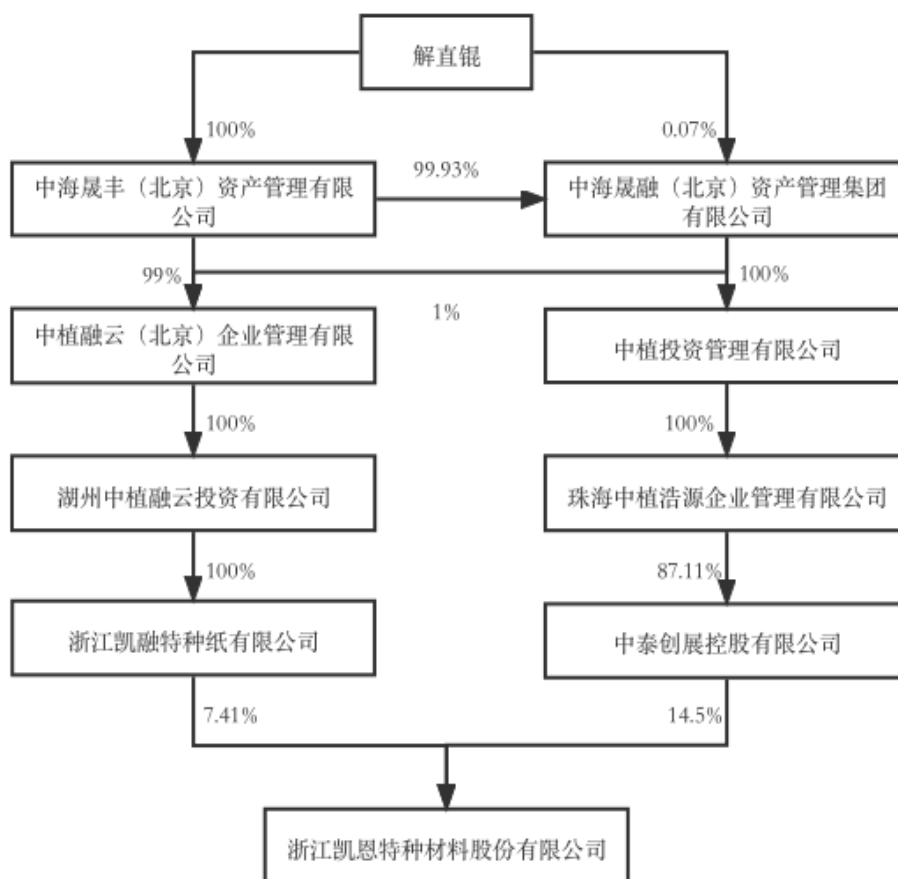 解直锟
100%
0.07%
中海晟丰（北京）资产管理有限
公司
99.93%
中海晟融（北京）资产管理集团
有限公司
99%
1%
100%
中植融云（北京）企业管理有限
公司
中植投资管理有限公司
100%
100%
湖州中植融云投资有限公司
珠海中植浩源企业管理有限公司
100%
87.11%
浙江凯融特种纸有限公司
中泰创展控股有限公司
7.41%
14.5%
浙江凯恩特种材料股份有限公司